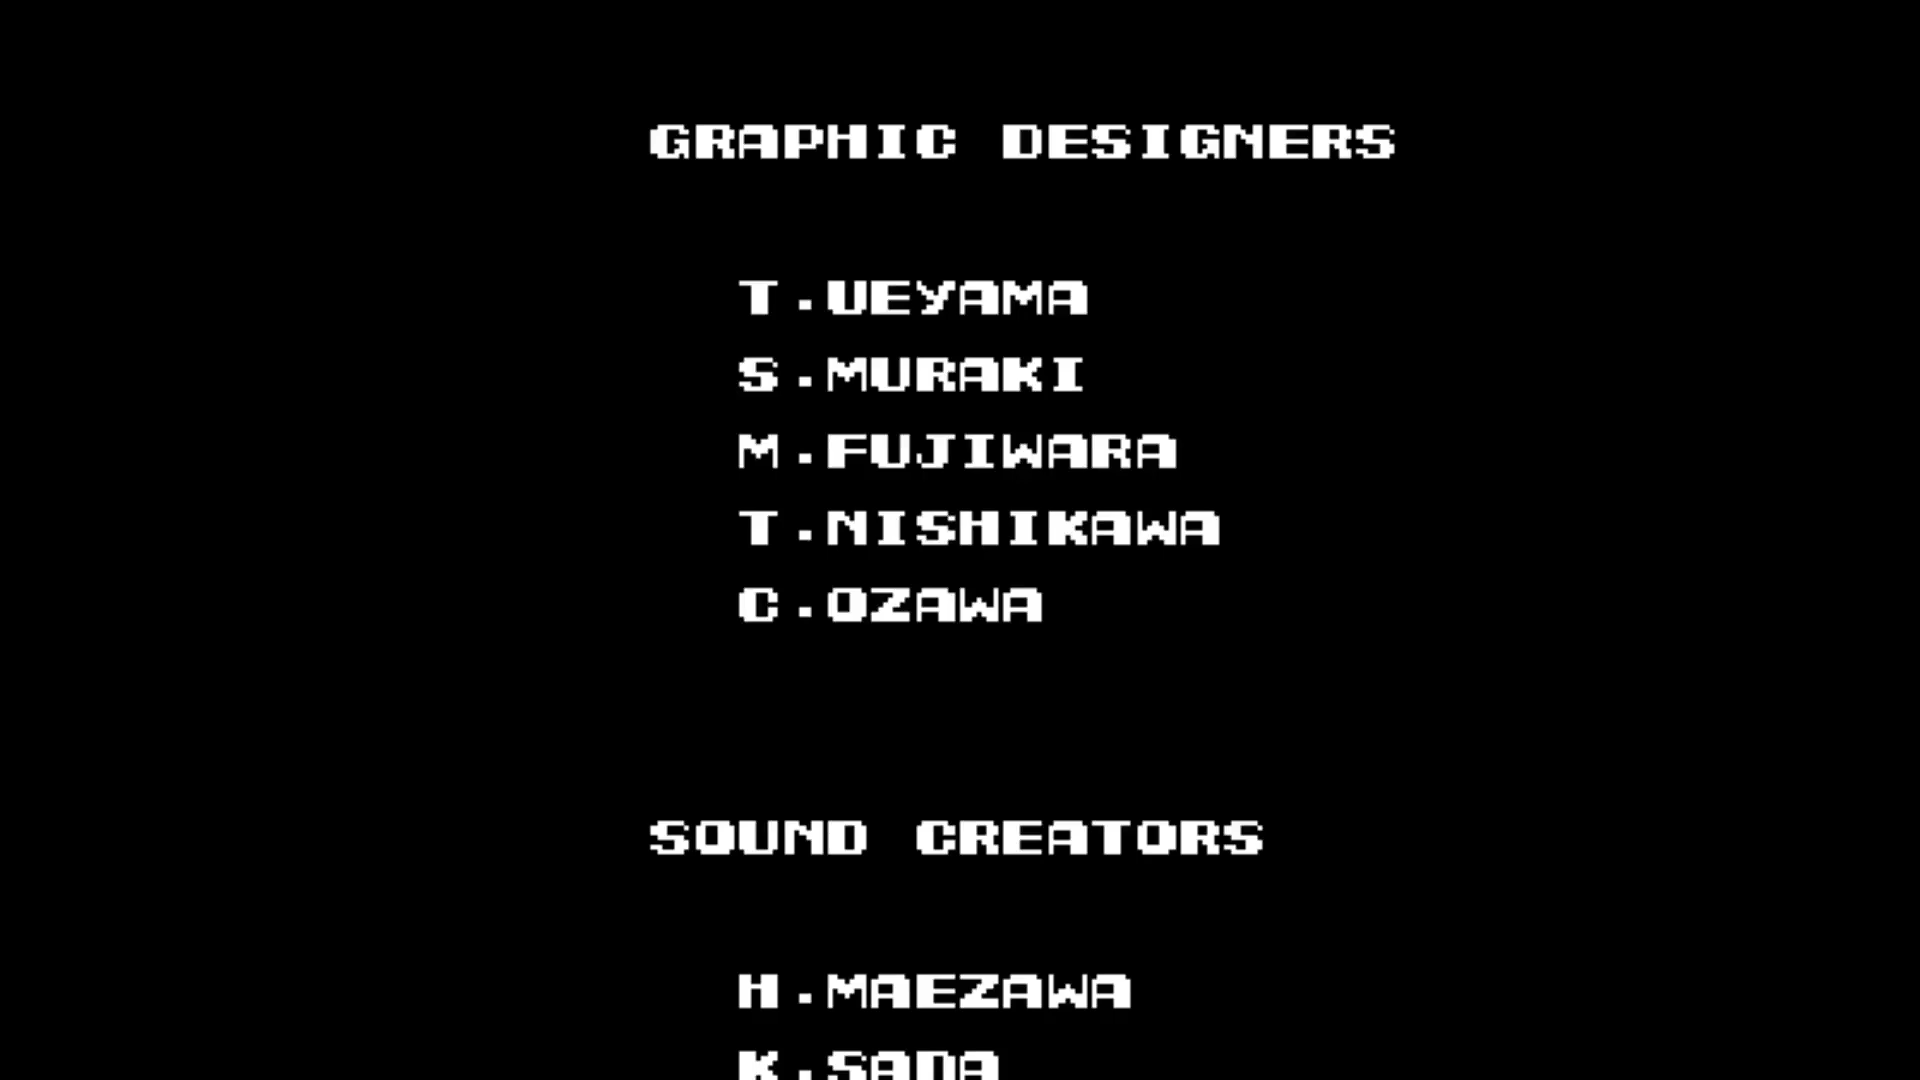 GRAPHIC DESIGNERS
T.UEYAMA
S.MURAKI
M.FUJIWARA
T.NISHIKAWA
C.OZAWA
SOUND CREATORS
H.MAEZAWA
K.SADA